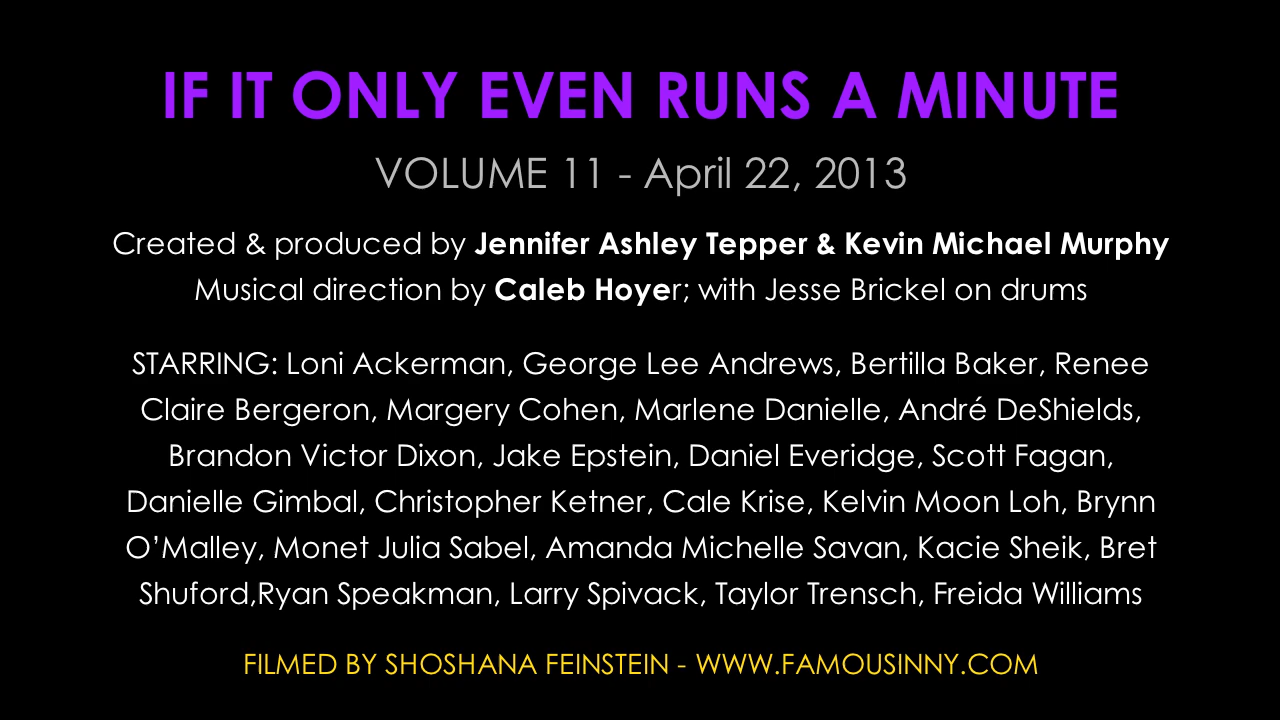 IF IT ONLY EVEN RUNS A MINUTE
VOLUME 11 - April 22, 2013
Created & produced by Jennifer Ashley Tepper & Kevin Michael Murphy
Musical direction by Caleb Hoyer; with Jesse Brickel on drums
STARRING: Loni Ackerman, George Lee Andrews, Bertilla Baker, Renee
Claire Bergeron, Margery Cohen, Marlene Danielle, André DeShields,
Brandon Victor Dixon, Jake Epstein, Daniel Everidge, Scott Fagan,
Danielle Gimbal, Christopher Ketner, Cale Krise, Kelvin Moon Loh, Brynn
O’Malley, Monet Julia Sabel, Amanda Michelle Savan, Kacie Sheik, Bret
Shuford,Ryan Speakman, Larry Spivack, Taylor Trensch, Freida Williams
FILMED BY SHOSHANA FEINSTEIN - WWW.FAMOUSINNY.COM